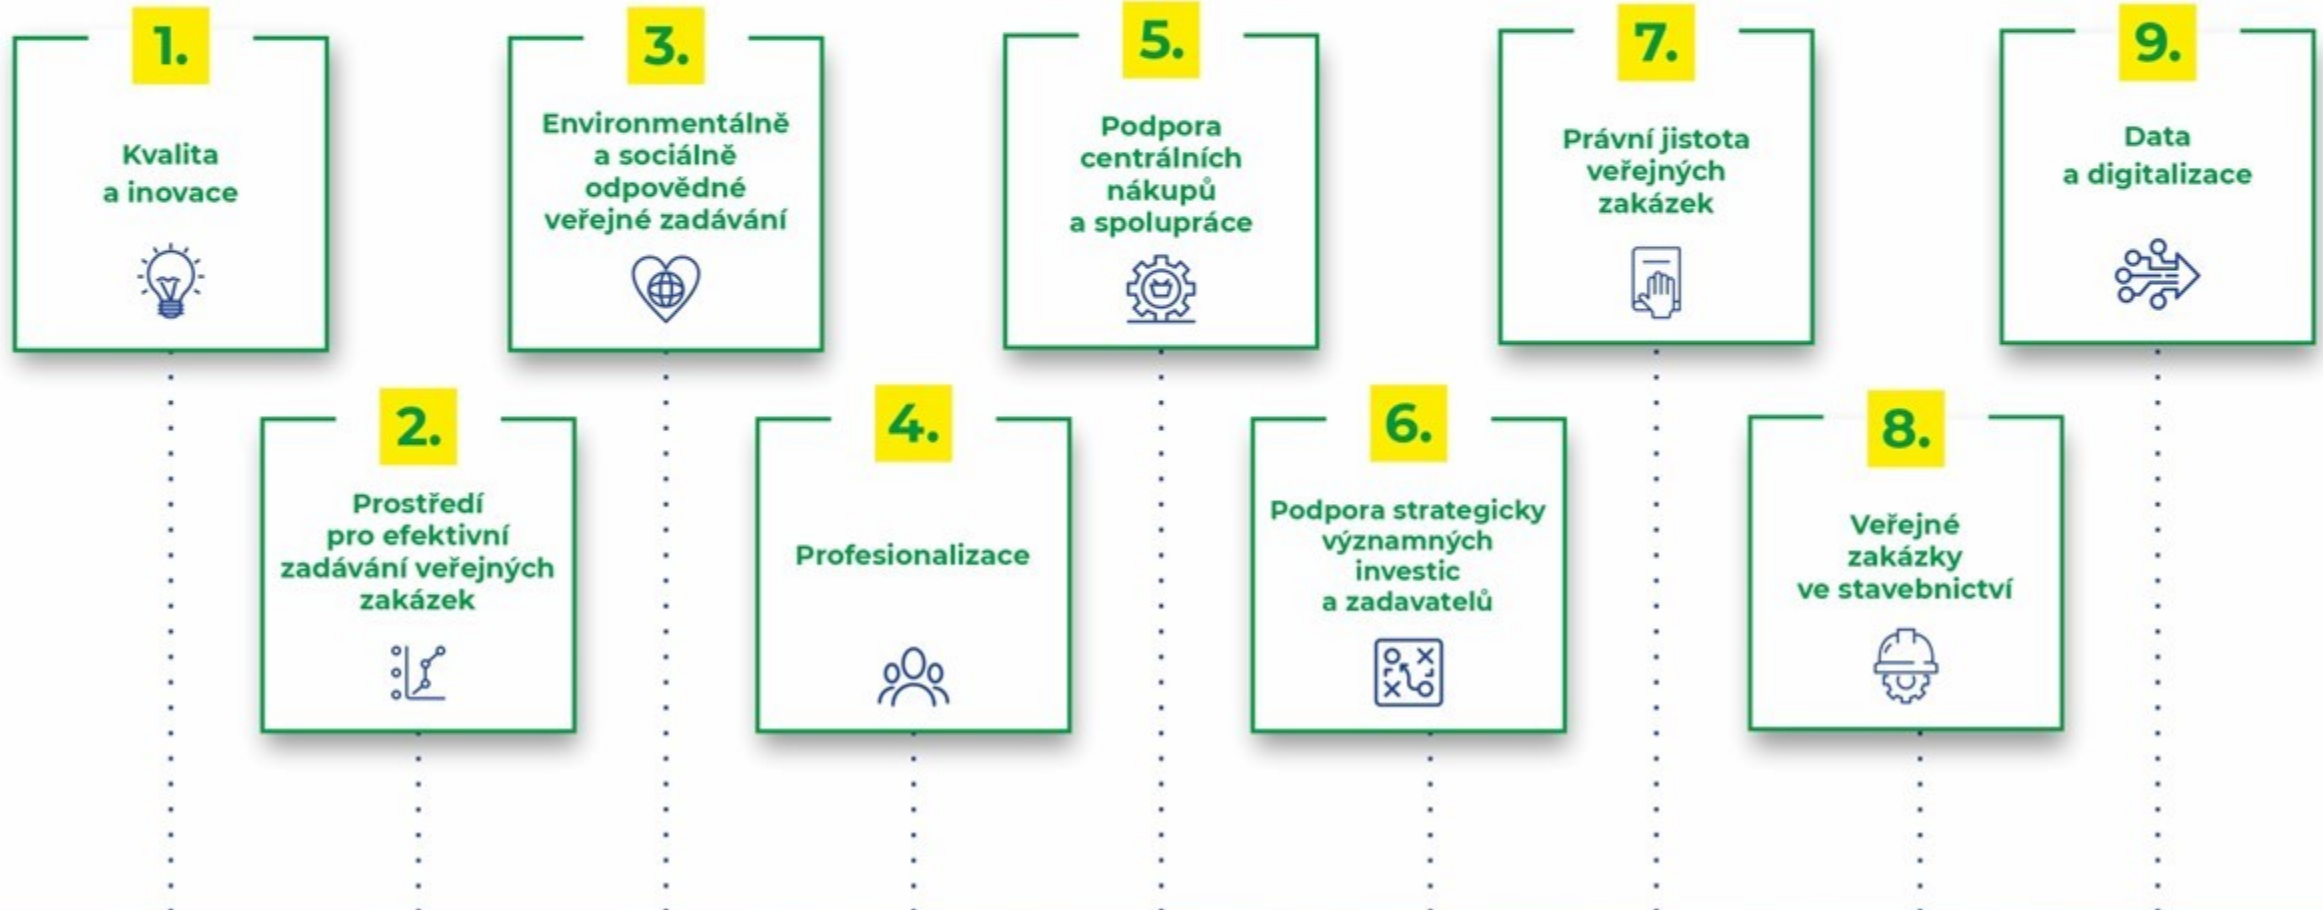 1.
Kvalita
a inovace
2.
Prostředí
pro efektivní
zadávání veřejných
zakázek
3.
Environmentálně
a sociálně
odpovědné
veřejné zadávání
4.
Profesionalizace
5.
Podpora
centrálních
nákupů
a spolupráce
6.
Podpora strategicky
významných
investic
a zadavatelů
7.
Právní jistota
veřejných
zakázek
8.
Veřejné
zakázky
ve stavebnictví
9.
Data
a digitalizace